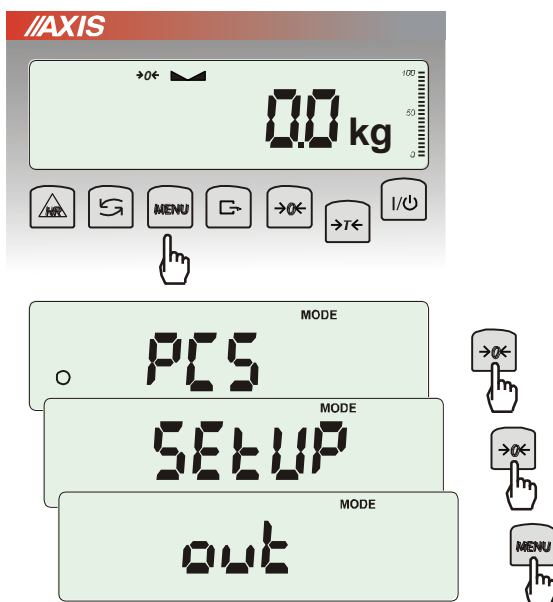 //AXIS
→0←
100
50
0
0.0 kg
HR MENU →0← →T← I/⏻
MODE
PCS
→0←
MODE
SEtUP
→0←
MODE
out
MENU